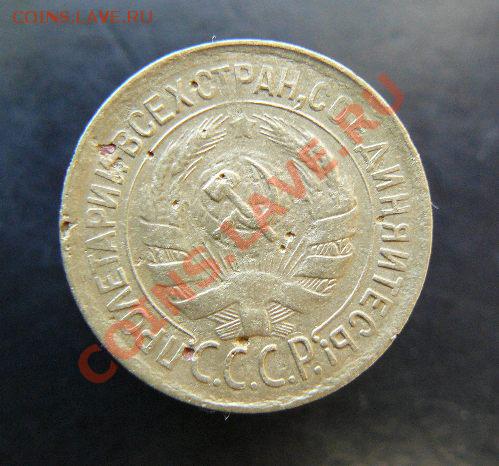 COINS.LAVE.RU
ПРОЛЕТАРИИ ВСЕХ СТРАН, СОЕДИНЯЙТЕСЬ!
С.С.С.Р.
COINS.LAVE.RU